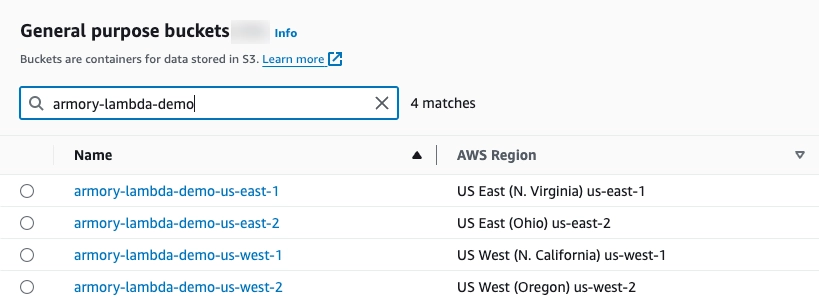 General purpose buckets Info
Buckets are containers for data stored in S3. Learn more
armory-lambda-demo 4 matches
Name AWS Region
armory-lambda-demo-us-east-1 US East (N. Virginia) us-east-1
armory-lambda-demo-us-east-2 US East (Ohio) us-east-2
armory-lambda-demo-us-west-1 US West (N. California) us-west-1
armory-lambda-demo-us-west-2 US West (Oregon) us-west-2